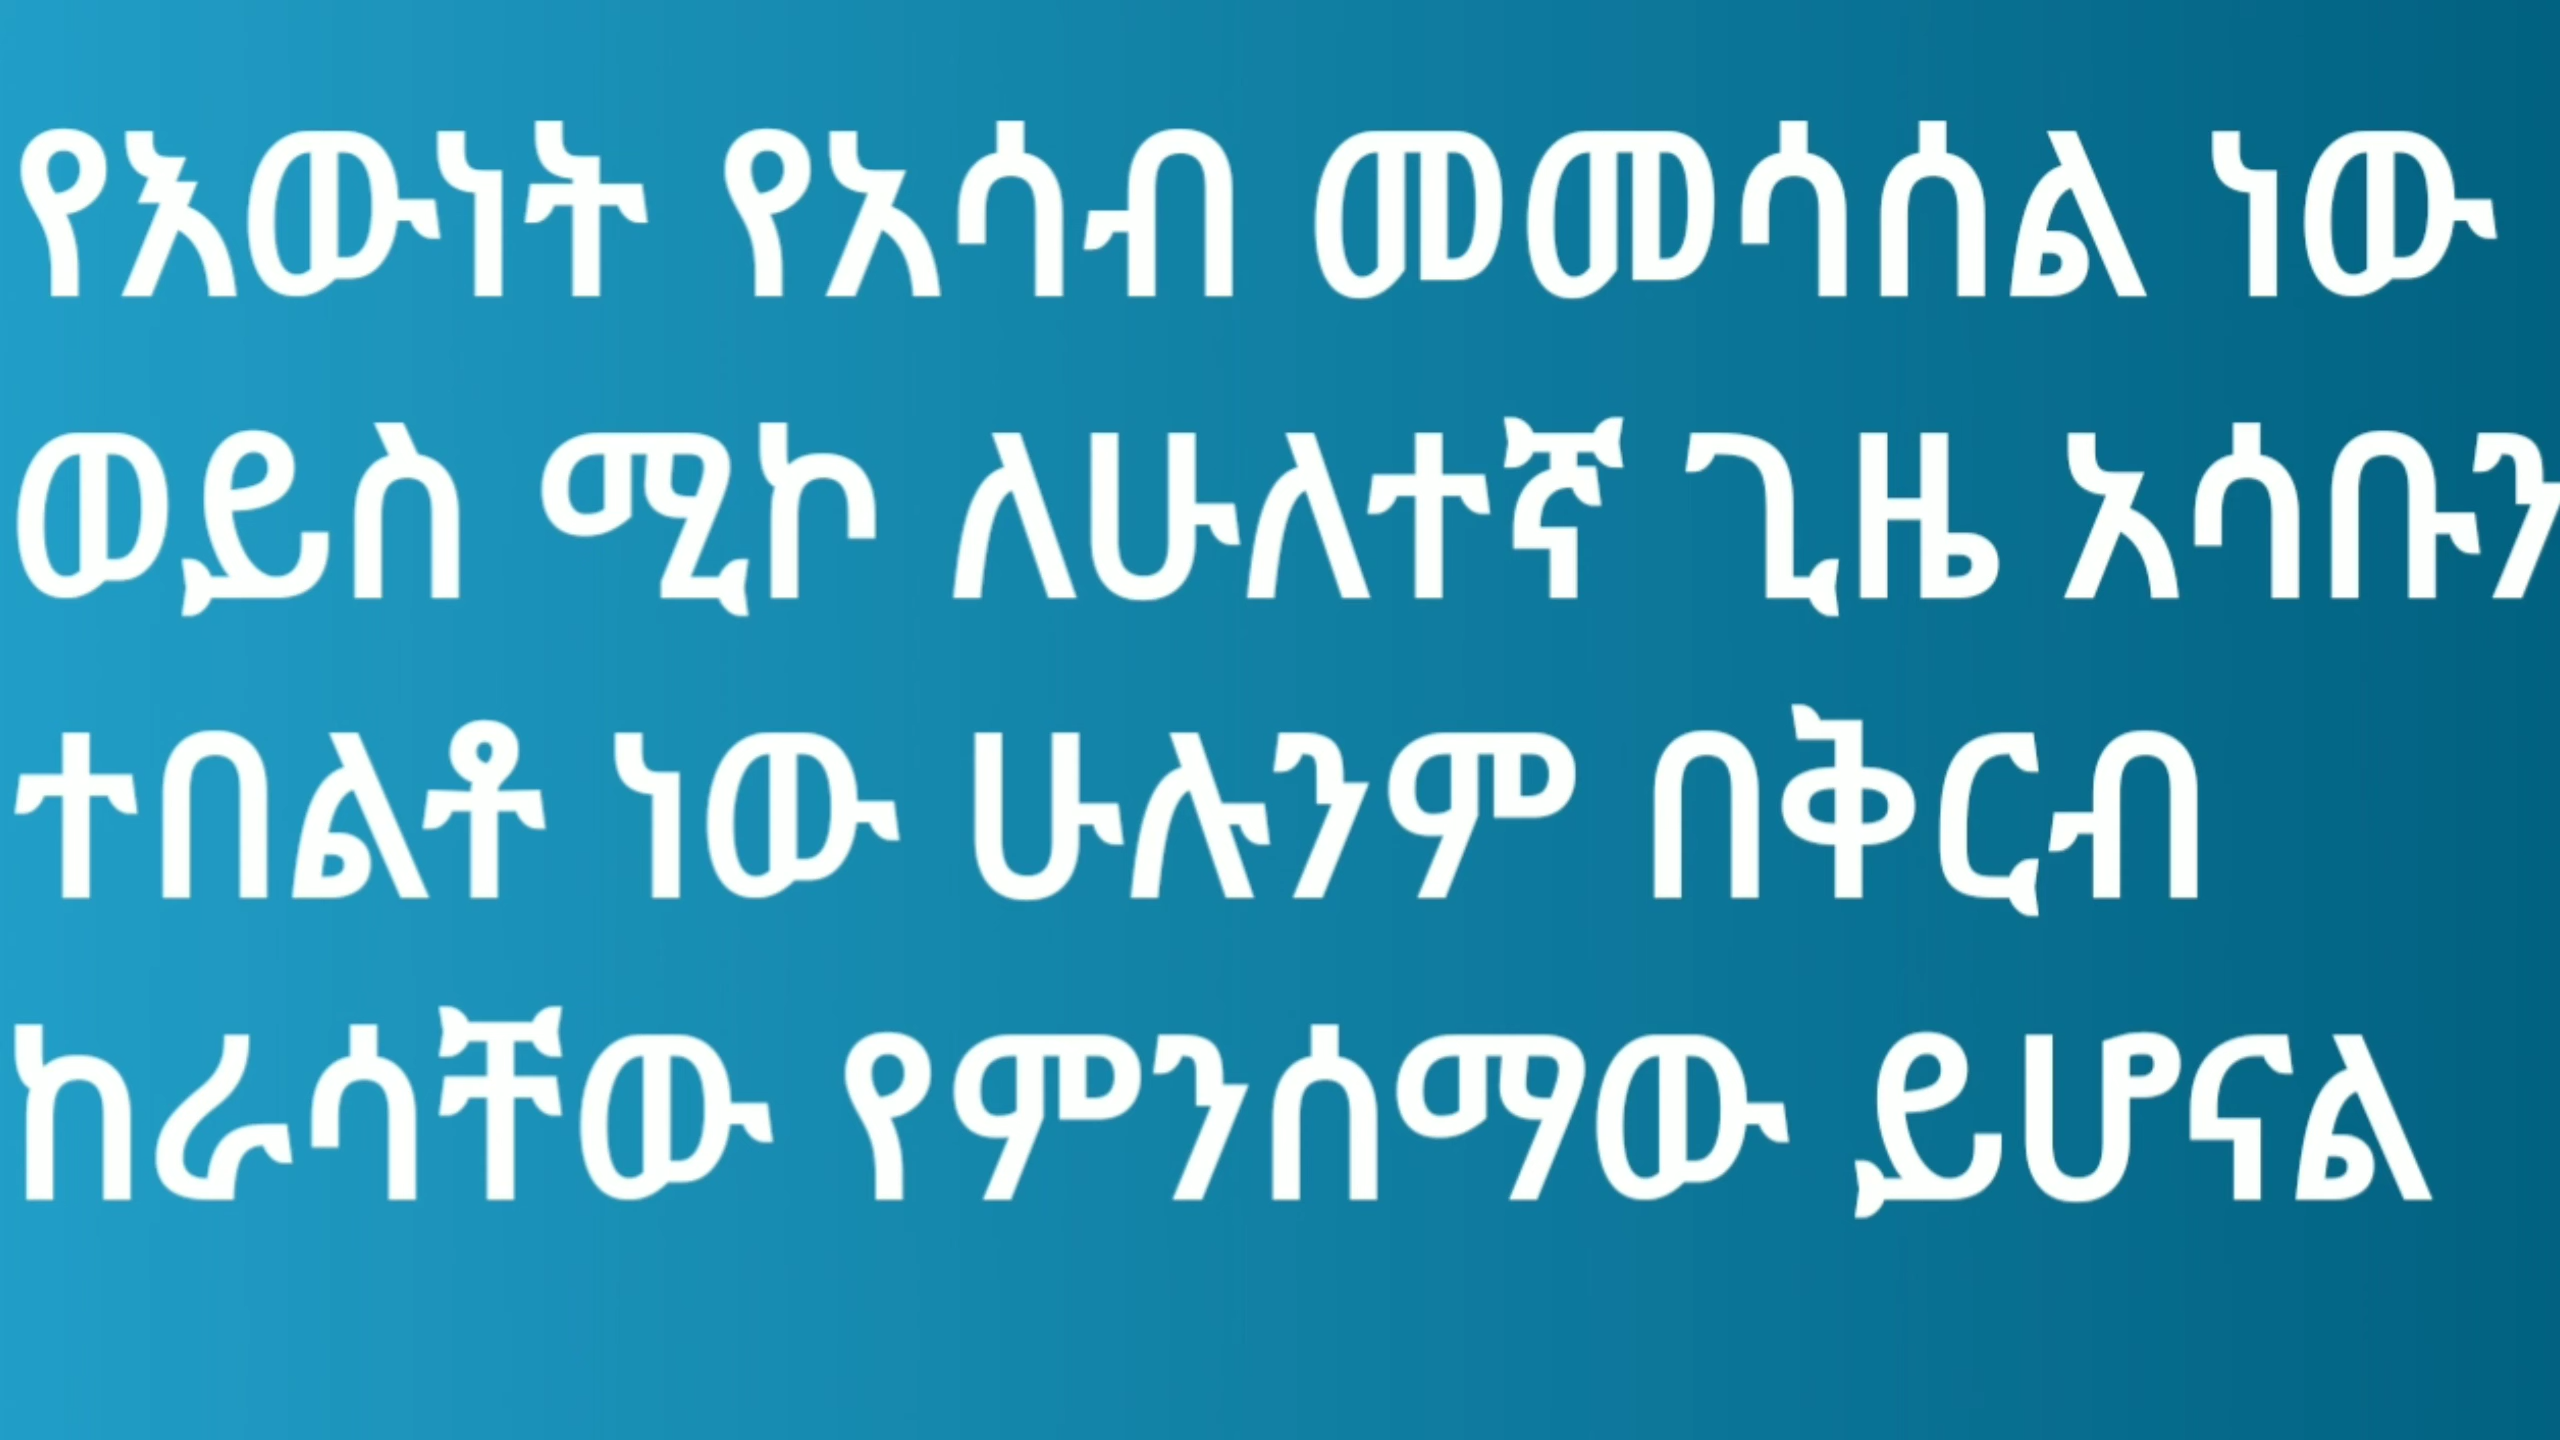 የእውነት የአሳብ መመሳሰል ነው
ወይስ ሚኮ ለሁለተኛ ጊዜ አሳቡን
ተበልቶ ነው ሁሉንም በቅርብ
ከራሳቸው የምንሰማው ይሆናል